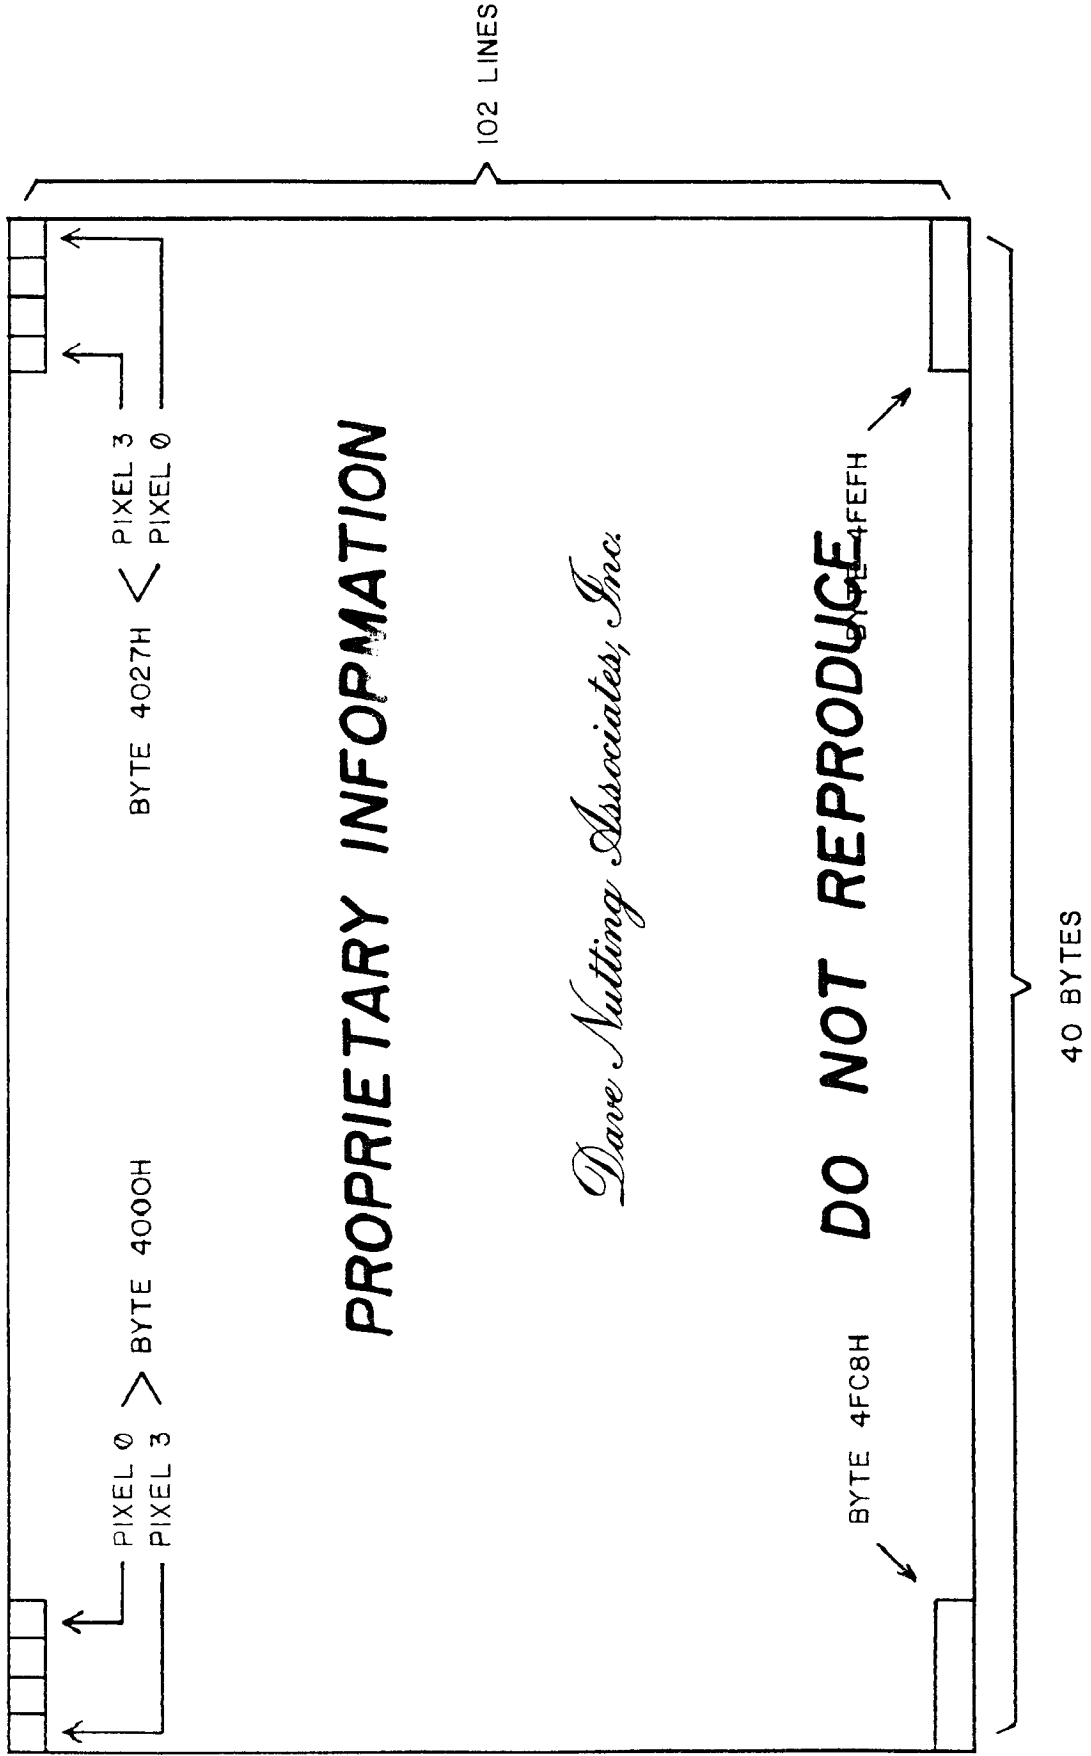 102 LINES
PIXEL 0
PIXEL 3
BYTE 4000H
BYTE 4027H
PIXEL 3
PIXEL 0
PROPRIETARY INFORMATION
Dave Nutting Associates, Inc.
DO NOT REPRODUCE
BYTE 4FC8H
BYTE 4FEFH
40 BYTES